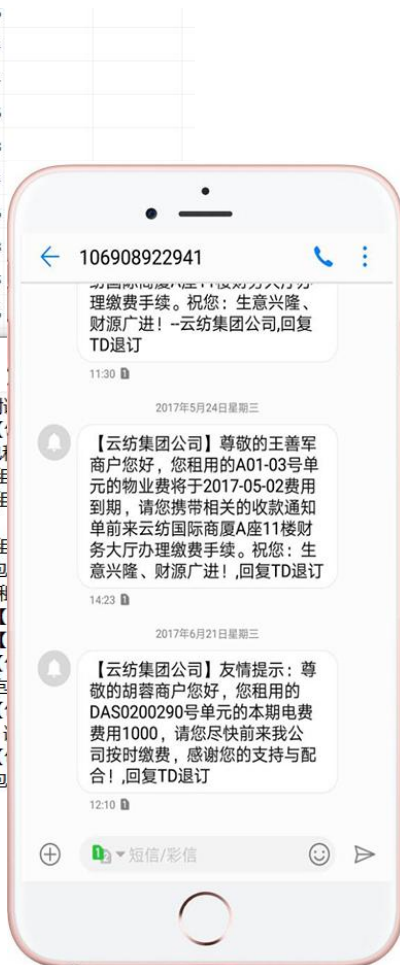 106908922941
理缴费手续。祝您：生意兴隆、
财源广进！--云纺集团公司,回复
TD退订
11:30
2017年5月24日星期三
【云纺集团公司】尊敬的王善军
商户您好，您租用的A01-03号单
元的物业费将于2017-05-02费用
到期，请您携带相关的收款通知
单前来云纺国际商厦A座11楼财
务大厅办理缴费手续。祝您：生
意兴隆、财源广进！,回复TD退订
14:23
2017年6月21日星期三
【云纺集团公司】友情提示：尊
敬的胡蓉商户您好，您租用的
DAS0200290号单元的本期电费
费用1000，请您尽快前来我公
司按时缴费，感谢您的支持与配
合！,回复TD退订
12:10
短信/彩信